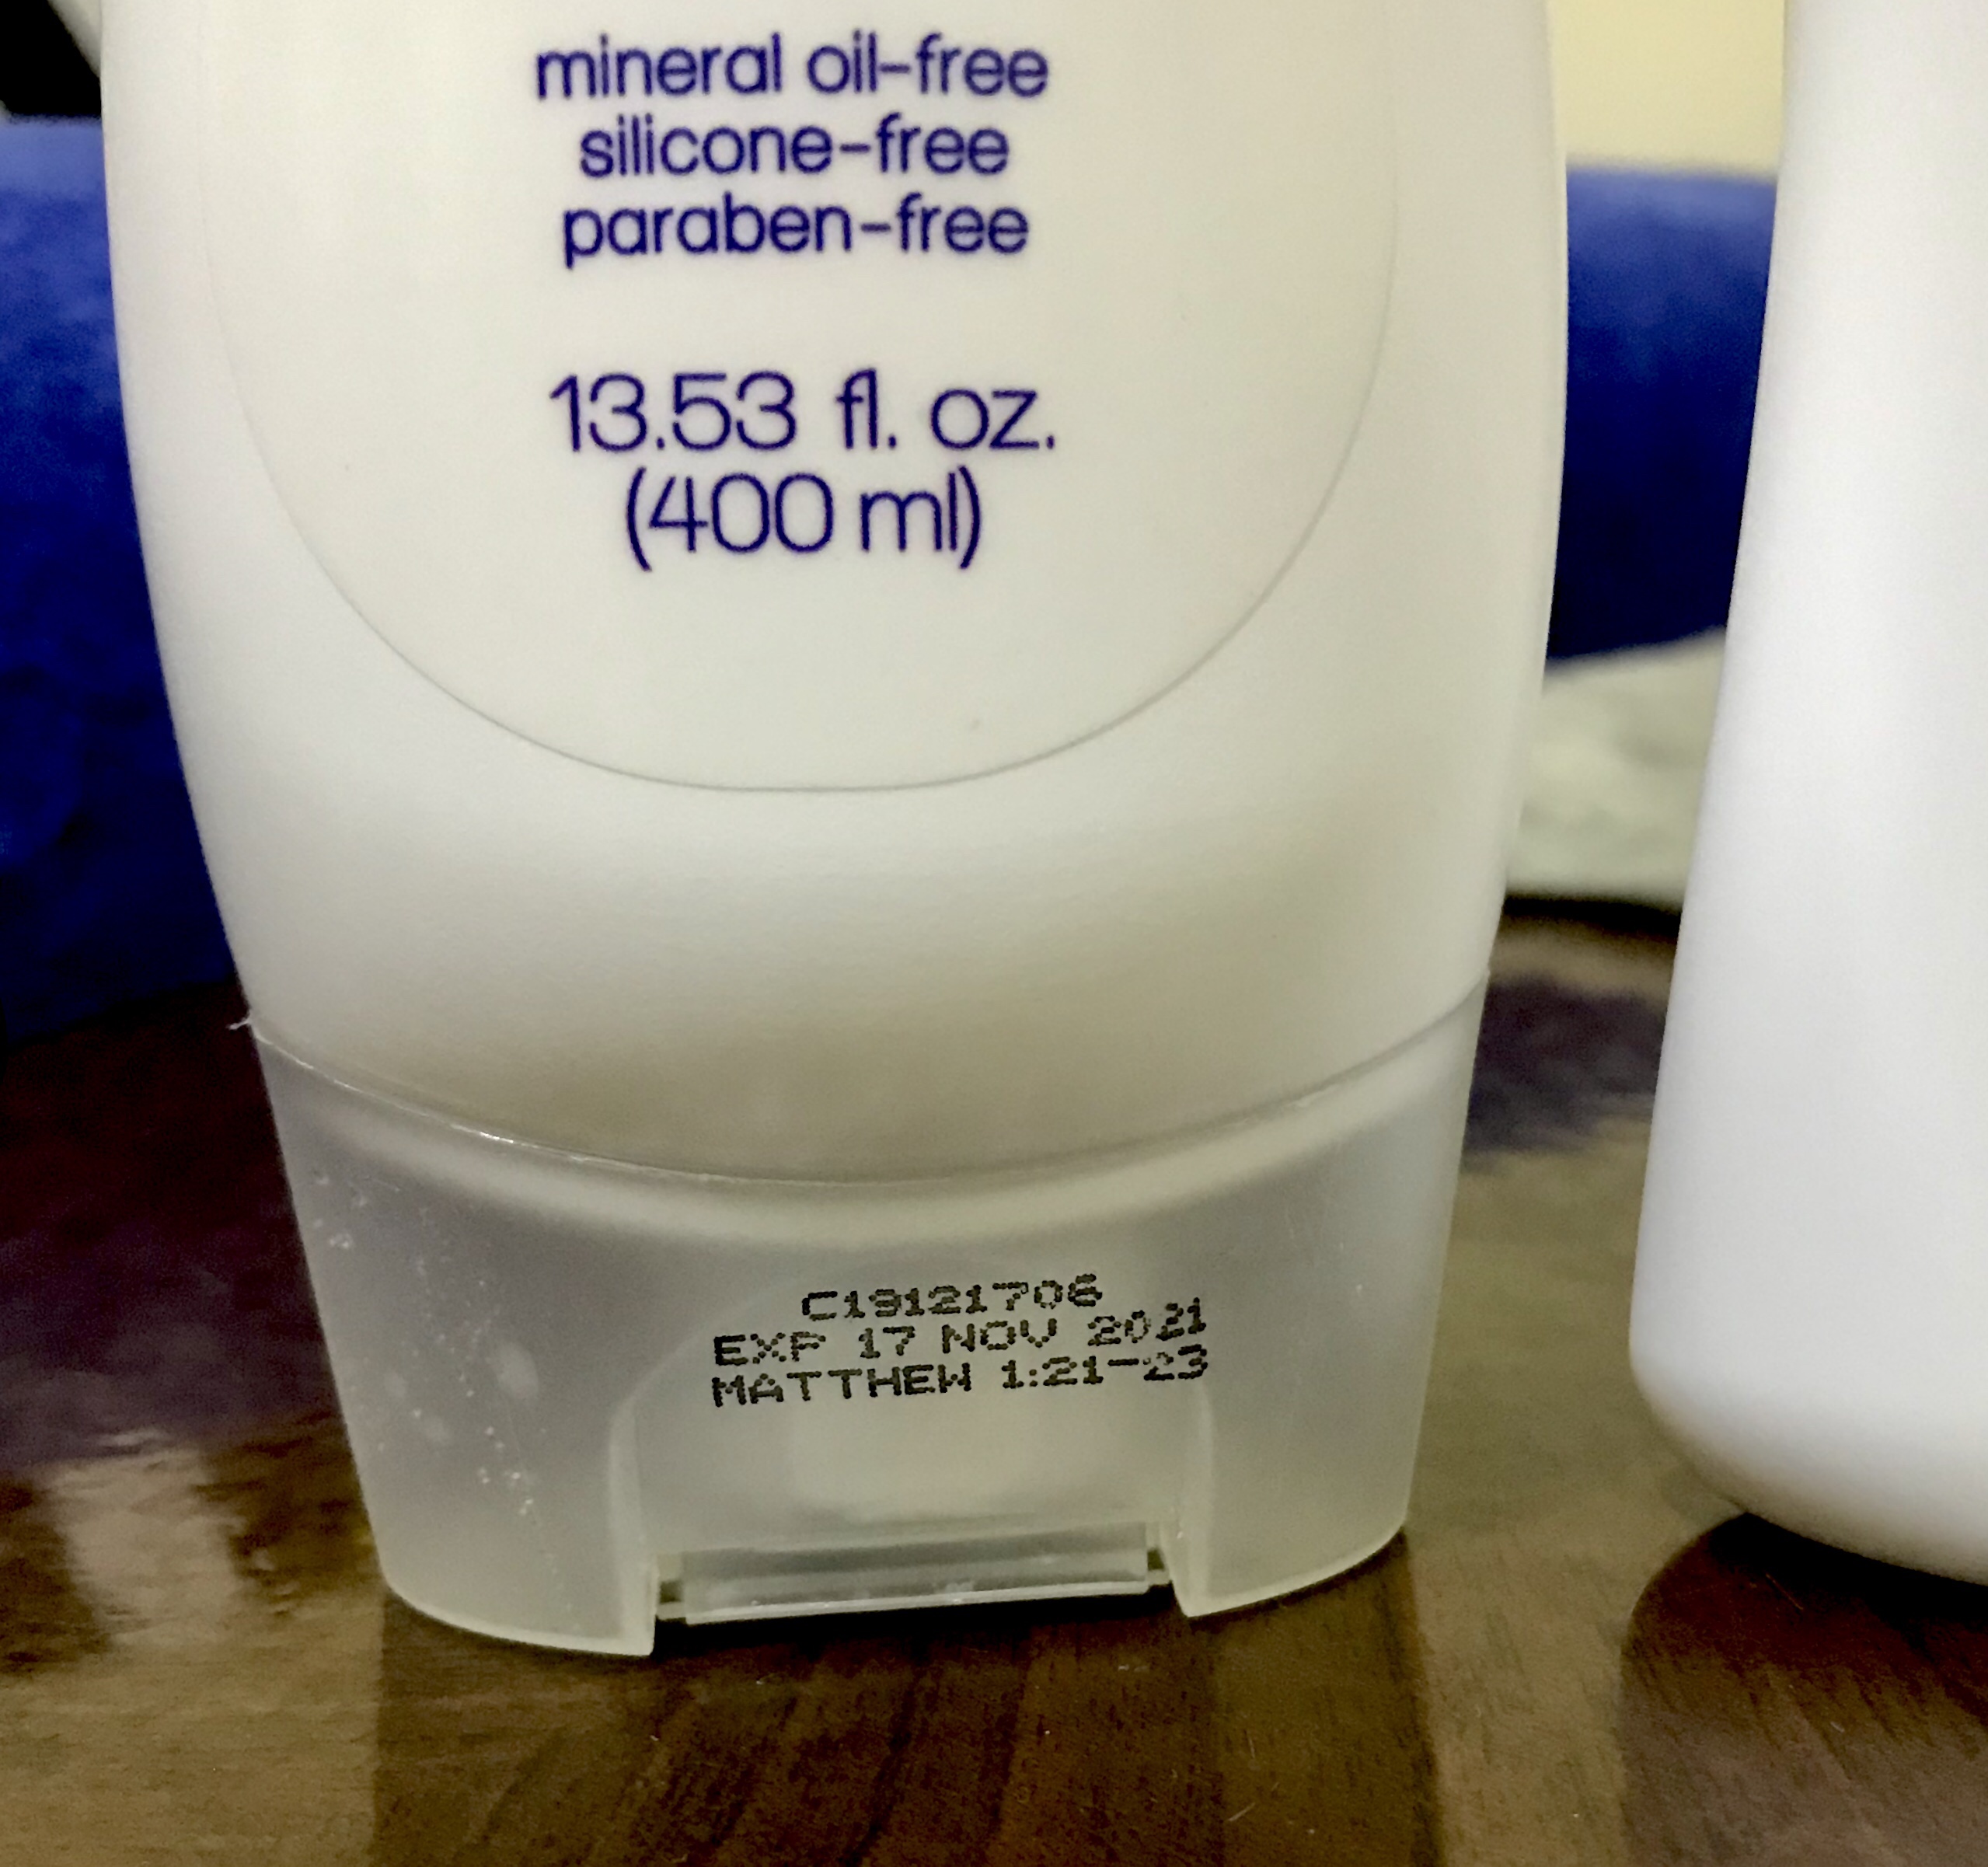 mineral oil-free
silicone-free
paraben-free
13.53 fl. oz.
(400 ml)
C19121706
EXP 17 NOV 2021
MATTHEW 1:21-23